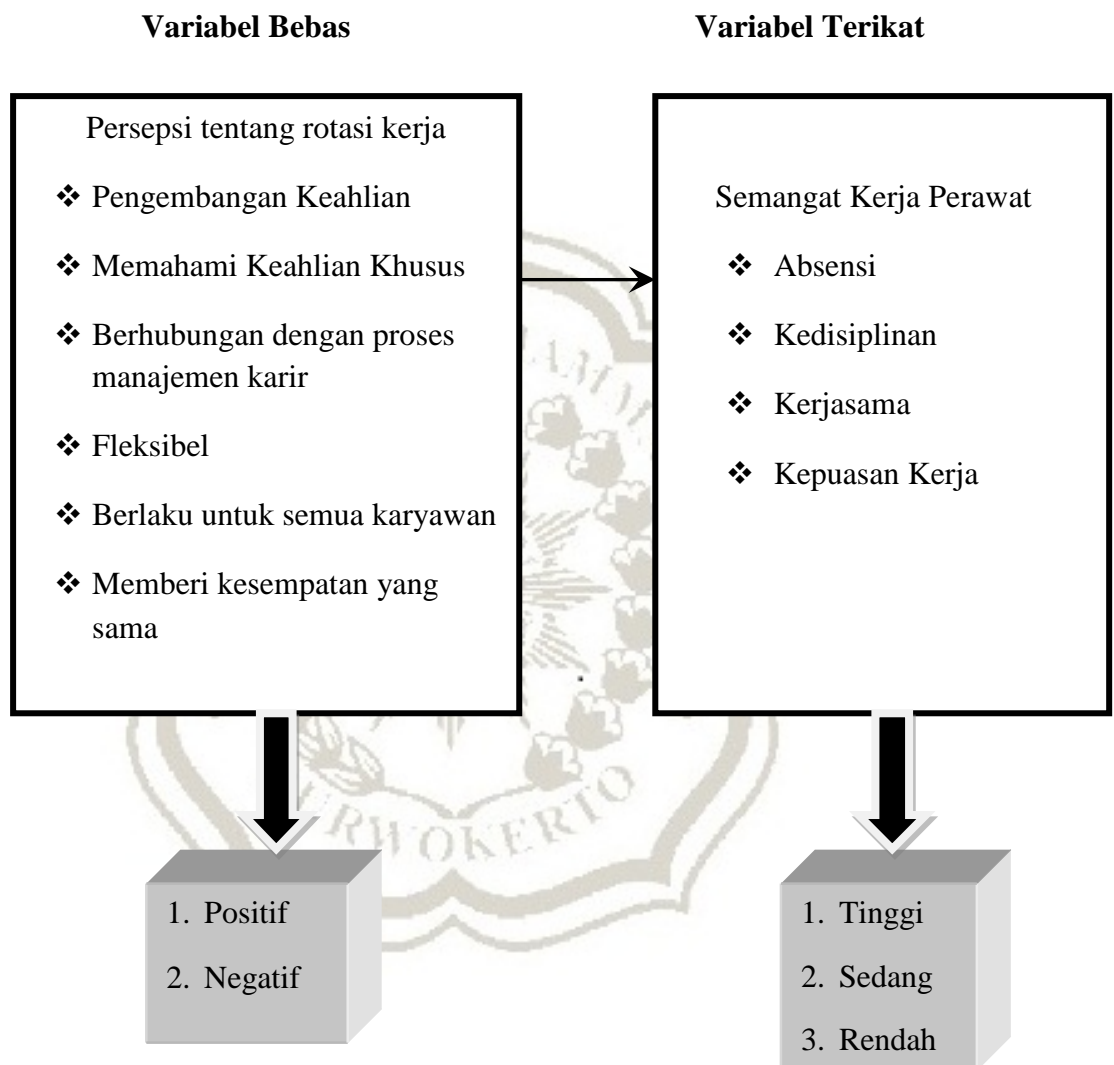 Variabel Bebas
Variabel Terikat
Persepsi tentang rotasi kerja
❖ Pengembangan Keahlian
❖ Memahami Keahlian Khusus
❖ Berhubungan dengan proses
manajemen karir
❖ Fleksibel
❖ Berlaku untuk semua karyawan
❖ Memberi kesempatan yang
sama
Semangat Kerja Perawat
❖ Absensi
❖ Kedisiplinan
❖ Kerjasama
❖ Kepuasan Kerja
1. Positif
2. Negatif
1. Tinggi
2. Sedang
3. Rendah